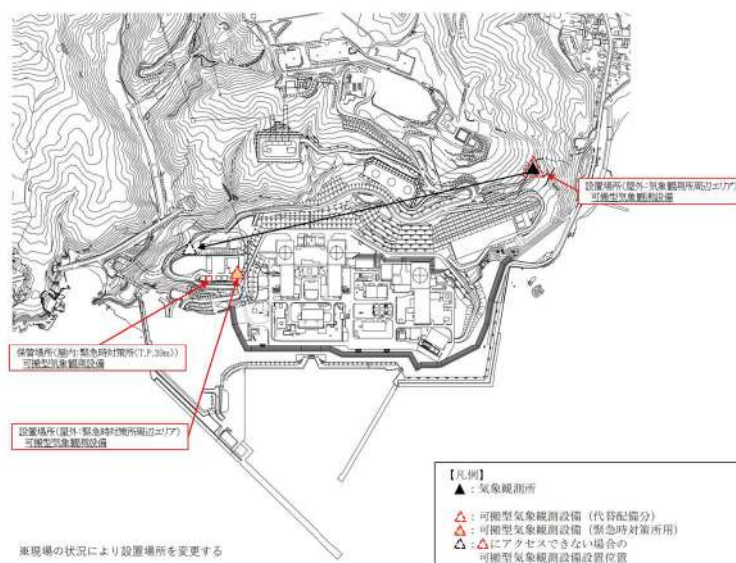 設置場所(屋外:気象観測所周辺エリア)
可搬型気象観測設備
保管場所(屋内:緊急時対策所(T.P.39m))
可搬型気象観測設備
設置場所(屋外:緊急時対策所周辺エリア)
可搬型気象観測設備
【凡例】
▲:気象観測所
△:可搬型気象観測設備(代替配備分)
△:可搬型気象観測設備(緊急時対策所用)
△:△にアクセスできない場合の
可搬型気象観測設備設置位置
※現場の状況により設置場所を変更する